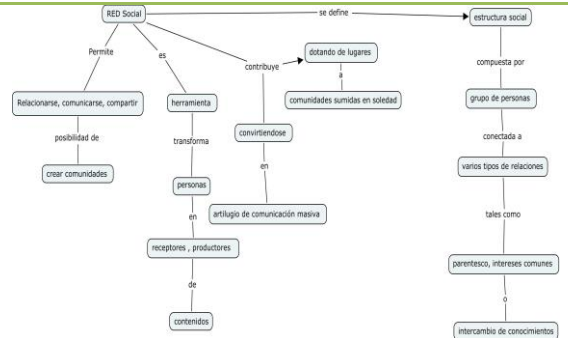 RED Social
se define
estructura social
Permite
es
contribuye
dotando de lugares
compuesta por
a
Relacionarse, comunicarse, compartir
herramienta
comunidades sumidas en soledad
grupo de personas
posibilidad de
transforma
convirtiendose
conectada a
crear comunidades
en
varios tipos de relaciones
personas
artilugio de comunicación masiva
tales como
en
receptores , productores
parentesco, intereses comunes
de
o
contenidos
intercambio de conocimientos